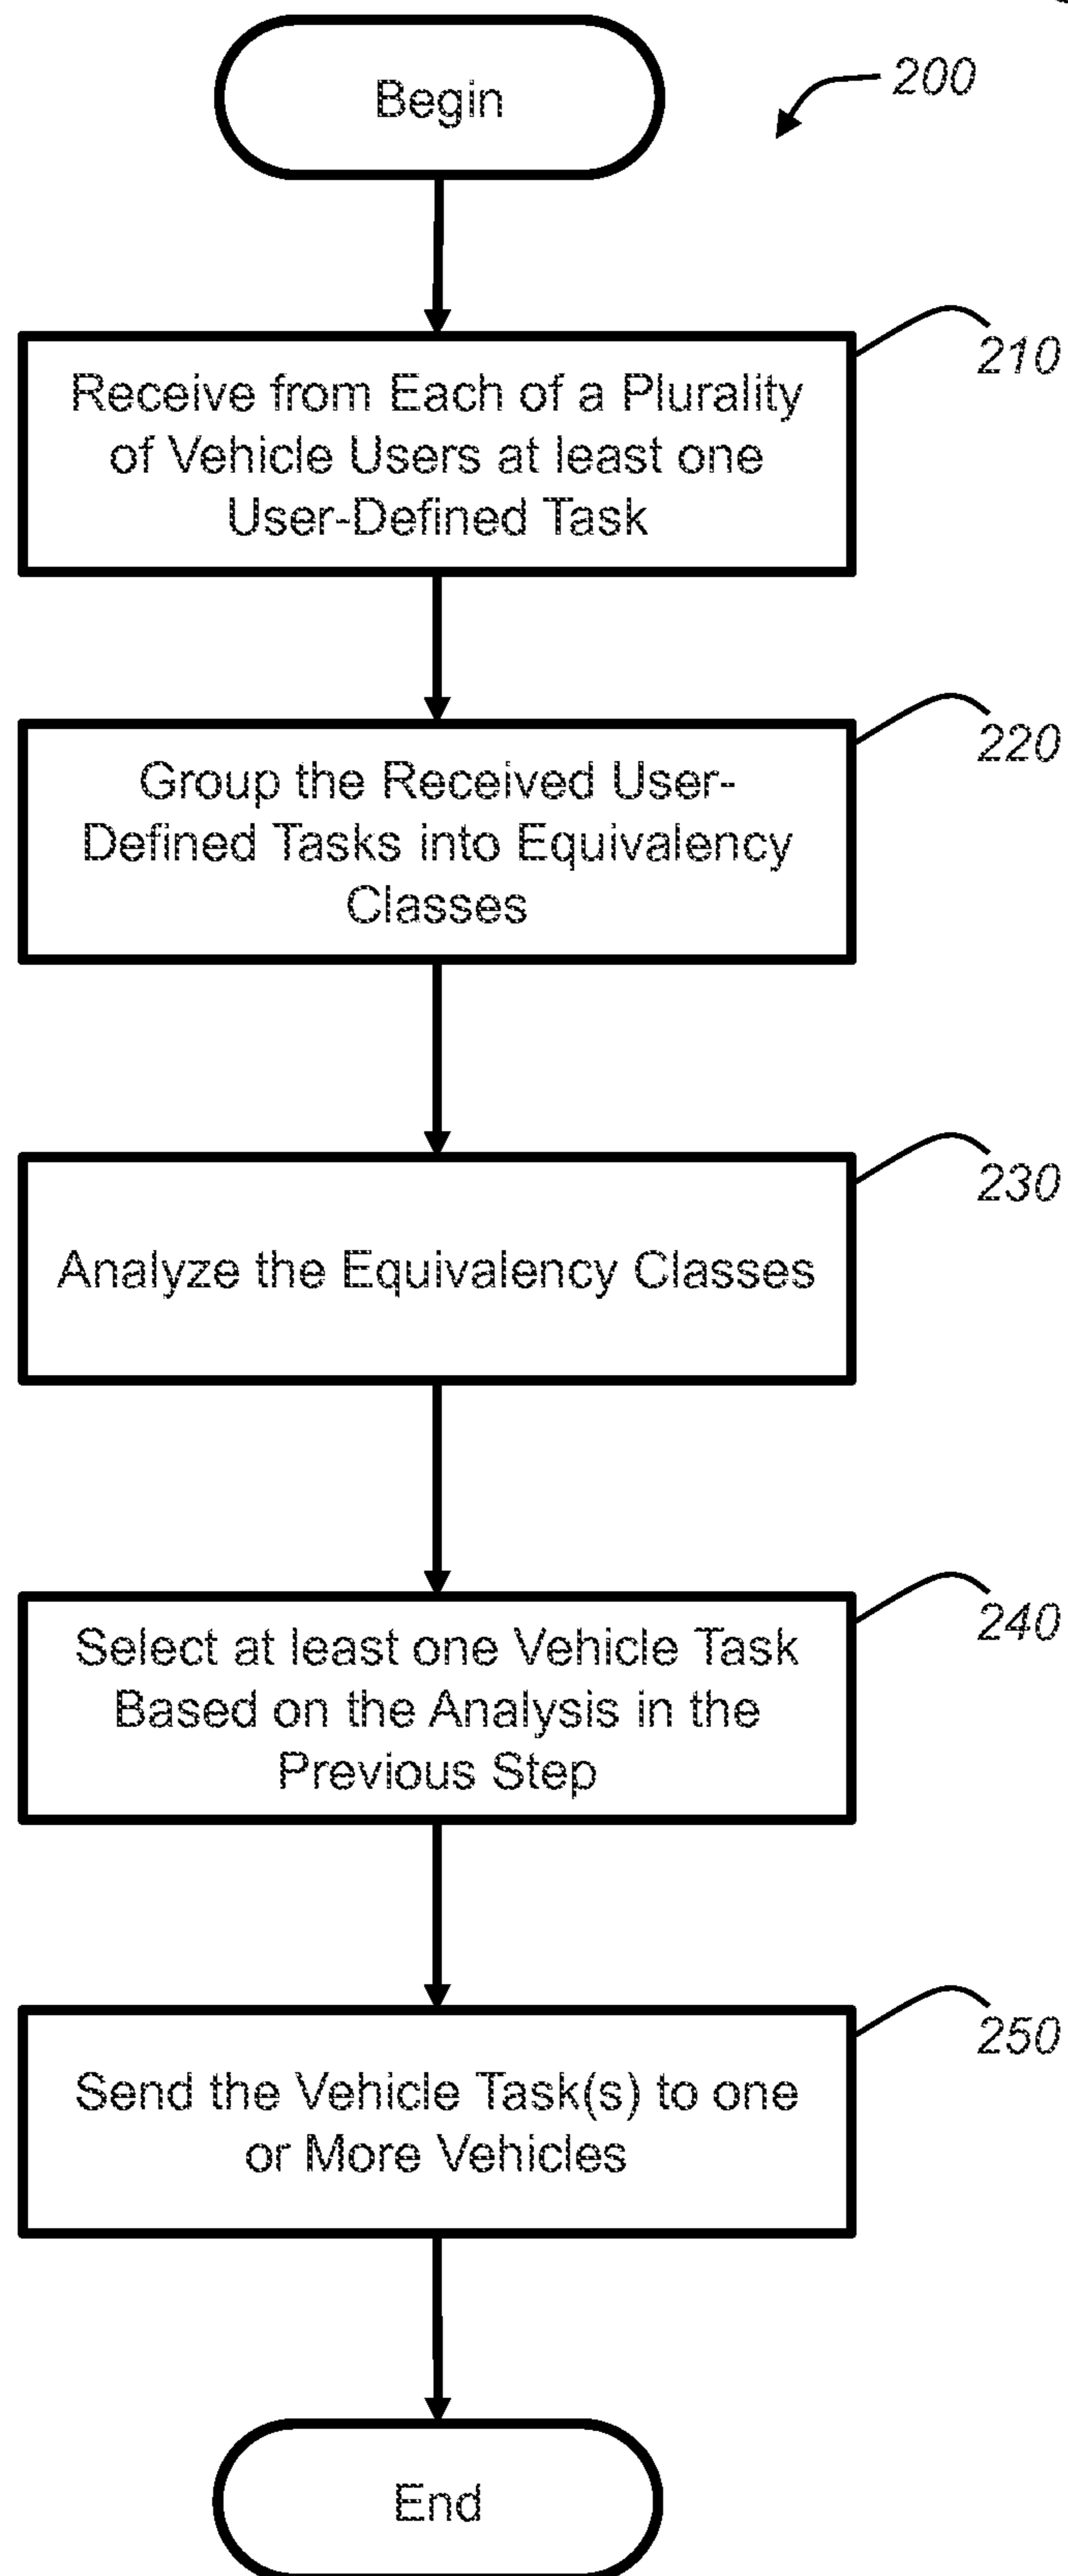 Begin
200
Receive from Each of a Plurality
of Vehicle Users at least one
User-Defined Task
210
Group the Received User-
Defined Tasks into Equivalency
Classes
220
Analyze the Equivalency Classes
230
Select at least one Vehicle Task
Based on the Analysis in the
Previous Step
240
Send the Vehicle Task(s) to one
or More Vehicles
250
End